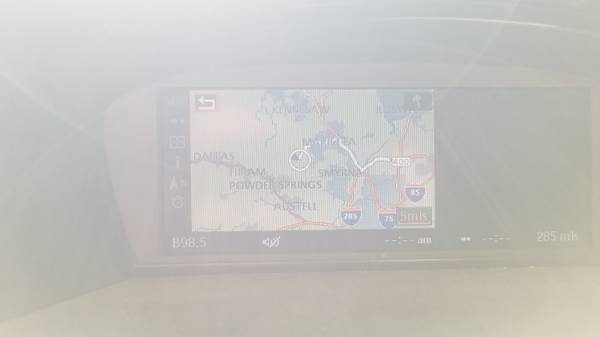 KENNESAW
MARIETTA
DALLAS
400
HIRAM
SMYRNA
POWDER SPRINGS
85
AUSTELL
285
75
5mls
B98.5
--:-- am
--:--
285 mls